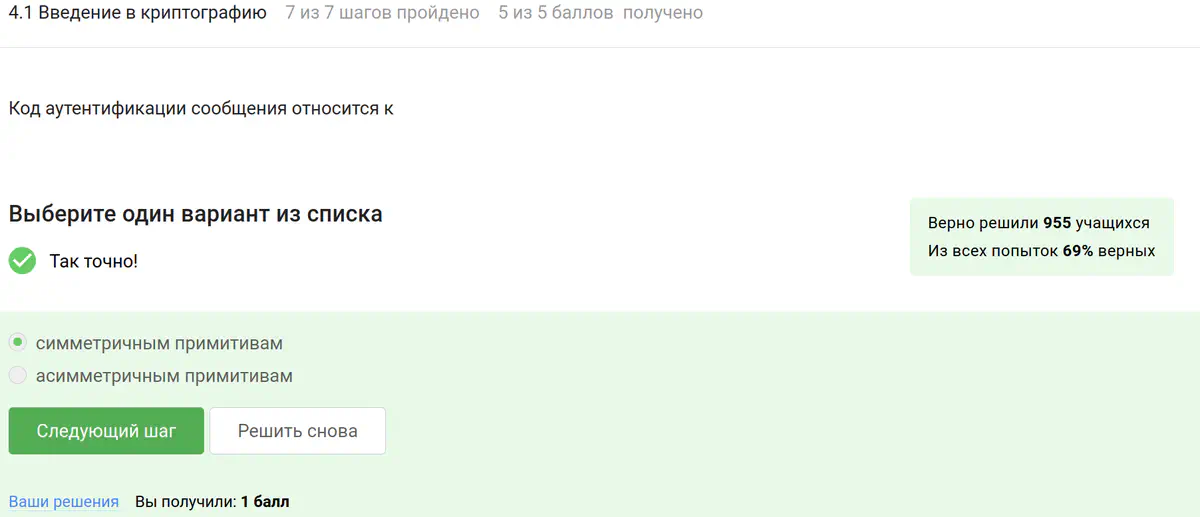 4.1 Введение в криптографию 7 из 7 шагов пройдено 5 из 5 баллов получено
Код аутентификации сообщения относится к
Выберите один вариант из списка
Верно решили 955 учащихся
Из всех попыток 69% верных
Так точно!
симметричным примитивам
асимметричным примитивам
Следующий шаг Решить снова
Ваши решения Вы получили: 1 балл